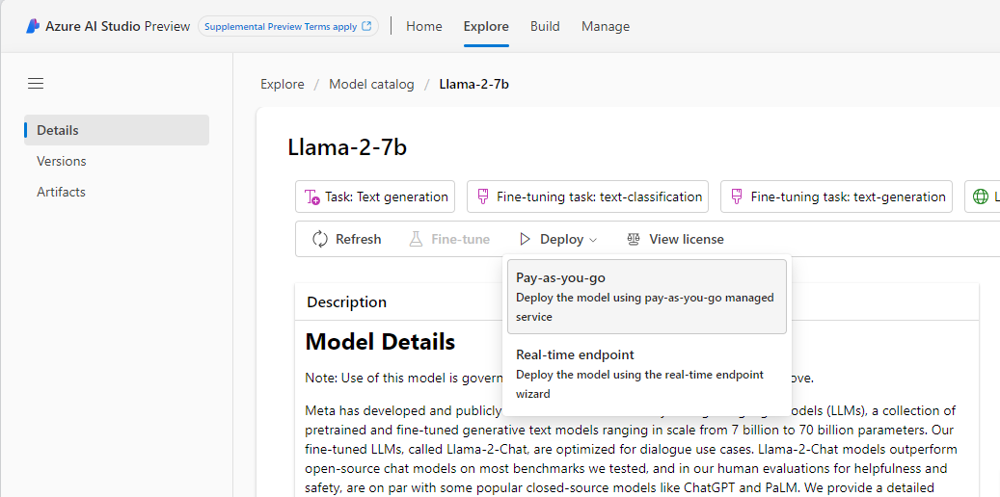 Azure AI Studio Preview Supplemental Preview Terms apply Home Explore Build Manage
Explore / Model catalog / Llama-2-7b
Details
Versions
Artifacts
Llama-2-7b
Task: Text generation Fine-tuning task: text-classification Fine-tuning task: text-generation
Refresh Fine-tune Deploy View license
Pay-as-you-go
Deploy the model using pay-as-you-go managed
service
Real-time endpoint
Deploy the model using the real-time endpoint
wizard
Description
Model Details
Note: Use of this model is govern ove.
Meta has developed and publicly odels (LLMs), a collection of
pretrained and fine-tuned generative text models ranging in scale from 7 billion to 70 billion parameters. Our
fine-tuned LLMs, called Llama-2-Chat, are optimized for dialogue use cases. Llama-2-Chat models outperform
open-source chat models on most benchmarks we tested, and in our human evaluations for helpfulness and
safety, are on par with some popular closed-source models like ChatGPT and PaLM. We provide a detailed